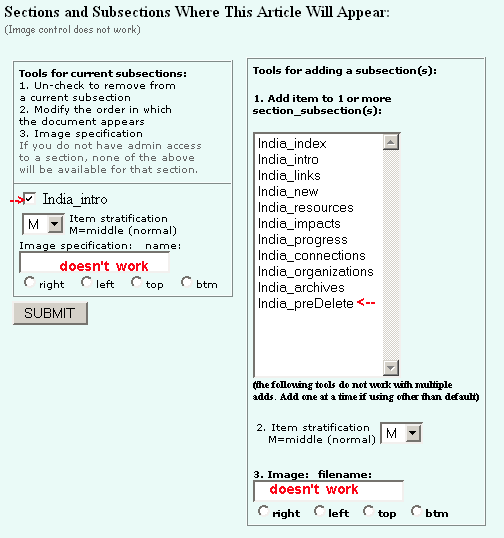 Sections and Subsections Where This Article Will Appear:
(Image control does not work)
Tools for current subsections:
1. Un-check to remove from
a current subsection
2. Modify the order in which
the document appears
3. Image specification
If you do not have admin access
to a section, none of the above
will be available for that section.
India_intro
M
Item stratification
M=middle (normal)
Image specification: name:
doesn't work
right left top btm
SUBMIT
Tools for adding a subsection(s):
1. Add item to 1 or more
section_subsection(s):
India_index
India_intro
India_links
India_new
India_resources
India_impacts
India_progress
India_connections
India_organizations
India_archives
India_preDelete <--
(the following tools do not work with multiple
adds. Add one at a time if using other than default)
2. Item stratification
M=middle (normal)
M
3. Image: filename:
doesn't work
right left top btm